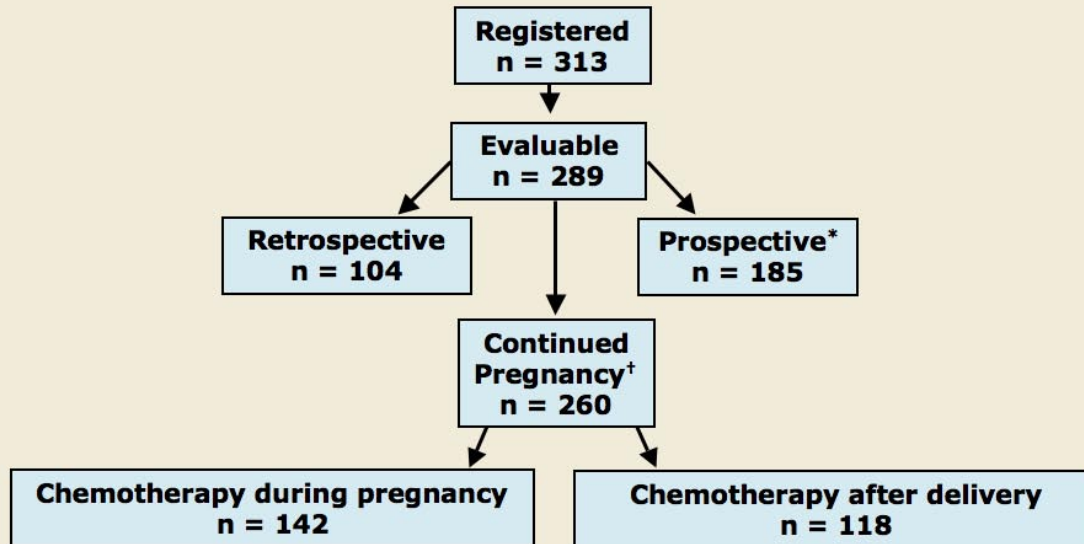 Registered
n = 313
Evaluable
n = 289
Retrospective
n = 104
Prospective*
n = 185
Continued
Pregnancy†
n = 260
Chemotherapy during pregnancy
n = 142
Chemotherapy after delivery
n = 118